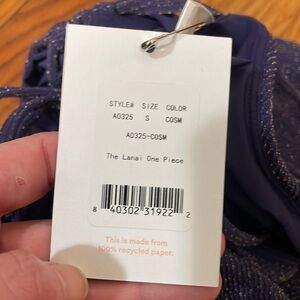 STYLE# SIZE COLOR
A0325 S COSM
A0325-COSM
The Lanai One Piece
8 40302 31922 2
This is made from
100% recycled paper.